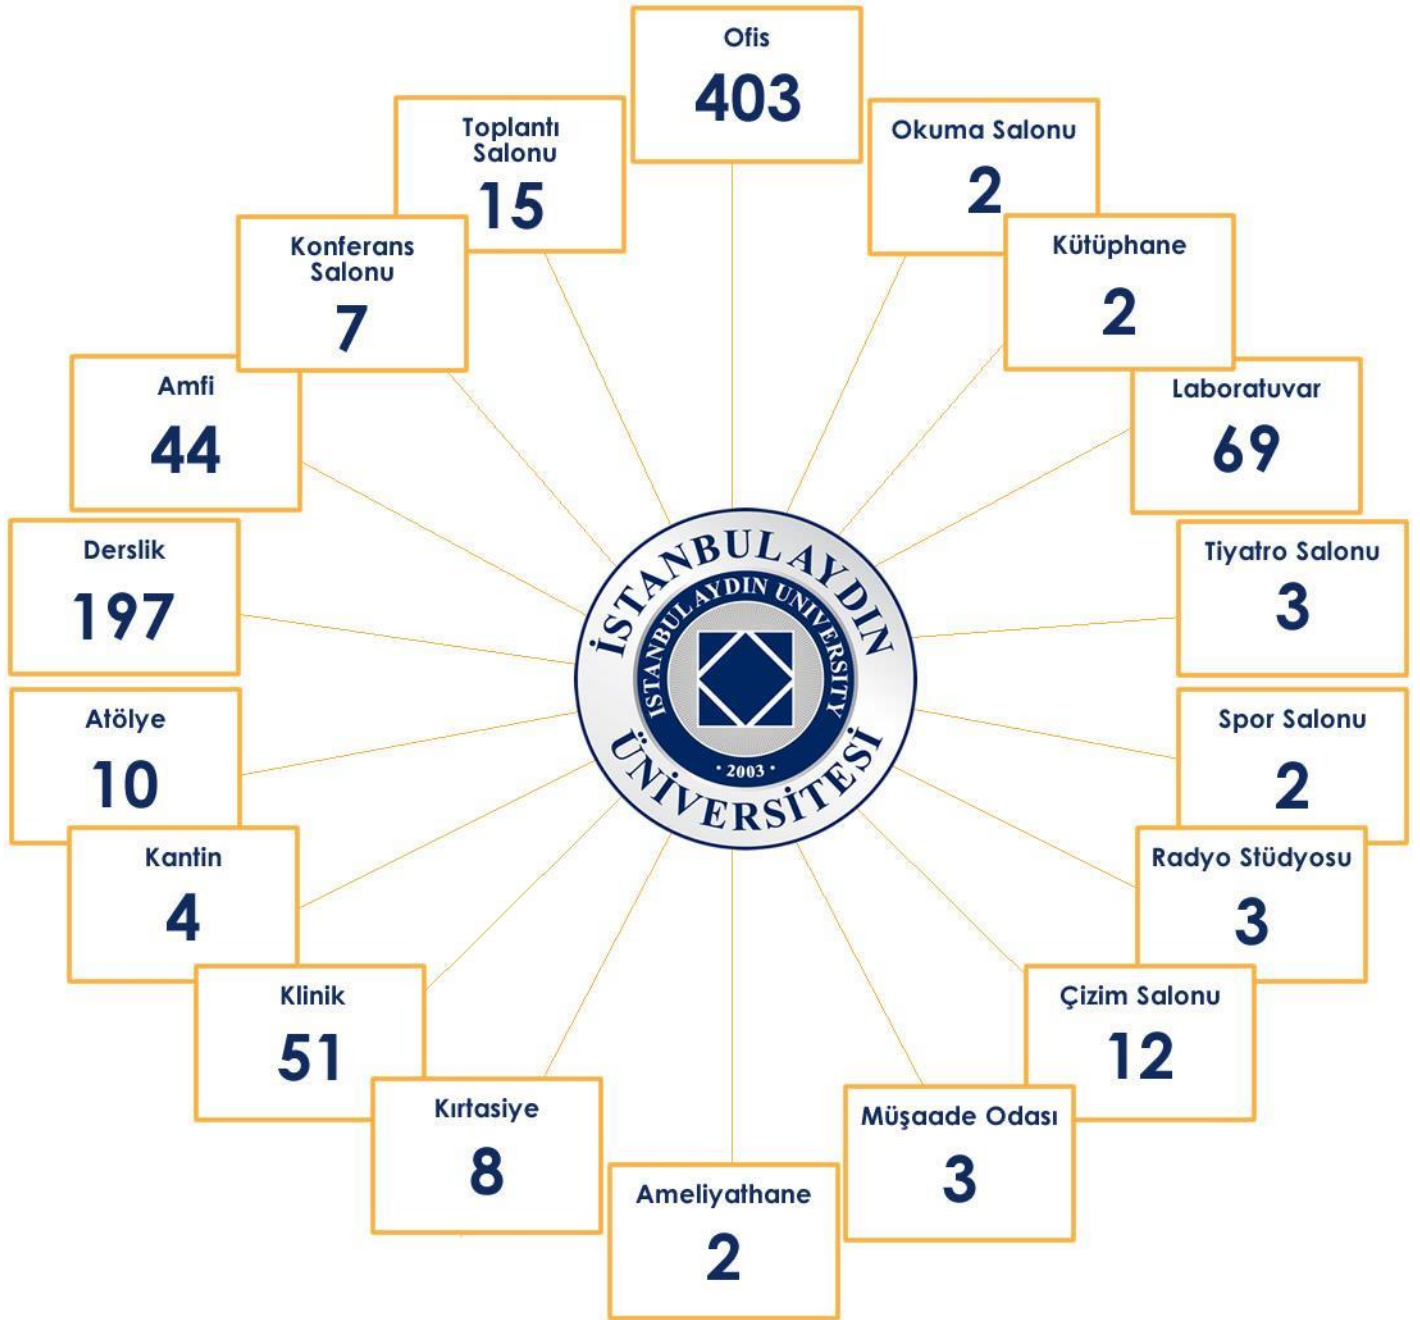 Ofis
403
Okuma Salonu
2
Kütüphane
2
Laboratuvar
69
Tiyatro Salonu
3
Spor Salonu
2
Radyo Stüdyosu
3
Çizim Salonu
12
Müşaade Odası
3
Ameliyathane
2
Kırtasiye
8
Klinik
51
Kantin
4
Atölye
10
Derslik
197
Amfi
44
Konferans
Salonu
7
Toplantı
Salonu
15
İSTANBUL AYDIN
ÜNİVERSİTESİ
ISTANBUL AYDIN UNIVERSITY
· 2003 ·